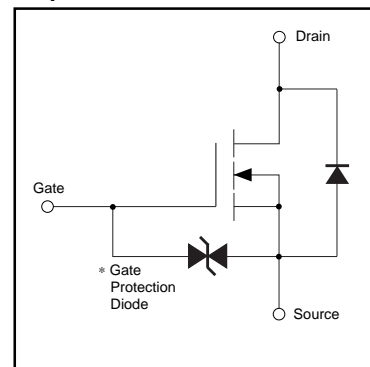 Drain
Gate
* Gate
Protection
Diode
Source